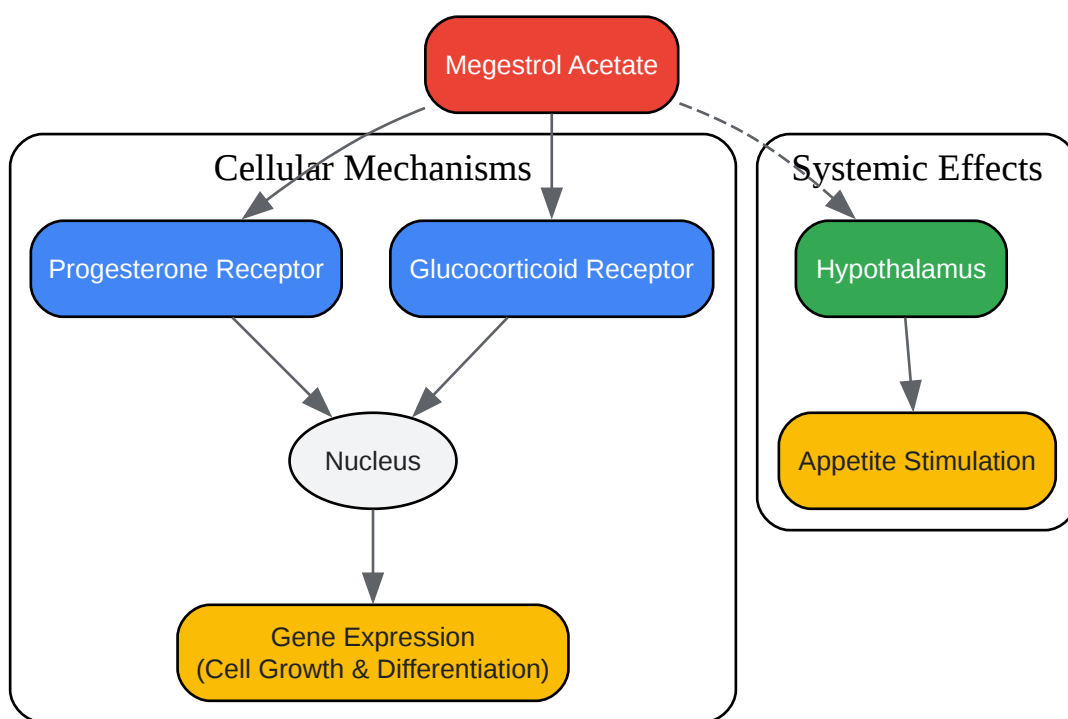 Megestrol Acetate
Cellular Mechanisms
Systemic Effects
Progesterone Receptor
Glucocorticoid Receptor
Hypothalamus
Nucleus
Appetite Stimulation
Gene Expression
(Cell Growth & Differentiation)